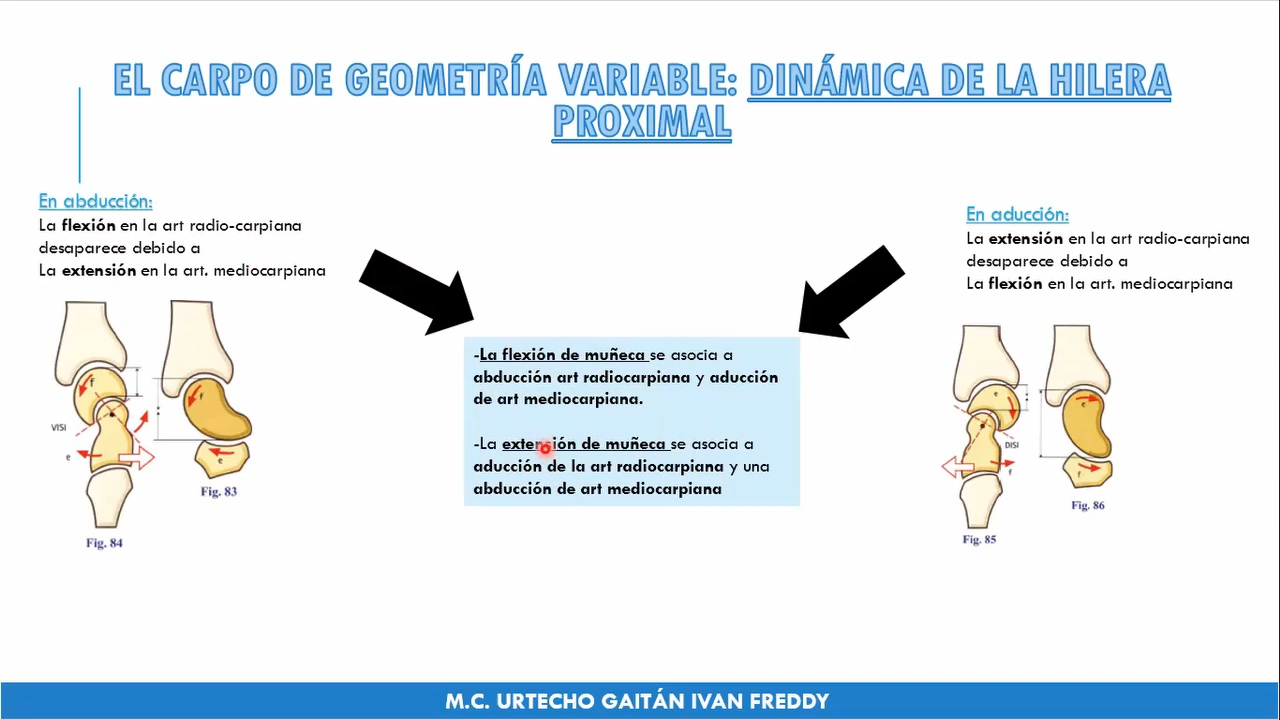 EL CARPO DE GEOMETRÍA VARIABLE: DINÁMICA DE LA HILERA
PROXIMAL
En abducción:
La flexión en la art radio-carpiana
desaparece debido a
La extensión en la art. mediocarpiana
En aducción:
La extensión en la art radio-carpiana
desaparece debido a
La flexión en la art. mediocarpiana
-La flexión de muñeca se asocia a
abducción art radiocarpiana y aducción
de art mediocarpiana.
-La extensión de muñeca se asocia a
aducción de la art radiocarpiana y una
abducción de art mediocarpiana
f
f
VISI
e
e
Fig. 83
Fig. 84
e
e
DISI
f
f
Fig. 86
Fig. 85
M.C. URTECHO GAITÁN IVAN FREDDY